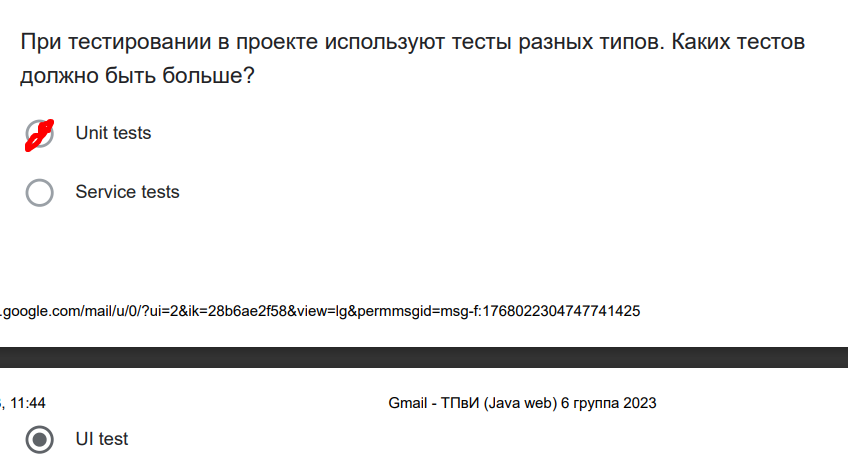 При тестировании в проекте используют тесты разных типов. Каких тестов
должно быть больше?
Unit tests
Service tests
.google.com/mail/u/0/?ui=2&ik=28b6ae2f58&view=lg&permmsgid=msg-f:1768022304747741425
, 11:44
Gmail - ТПвИ (Java web) 6 группа 2023
UI test